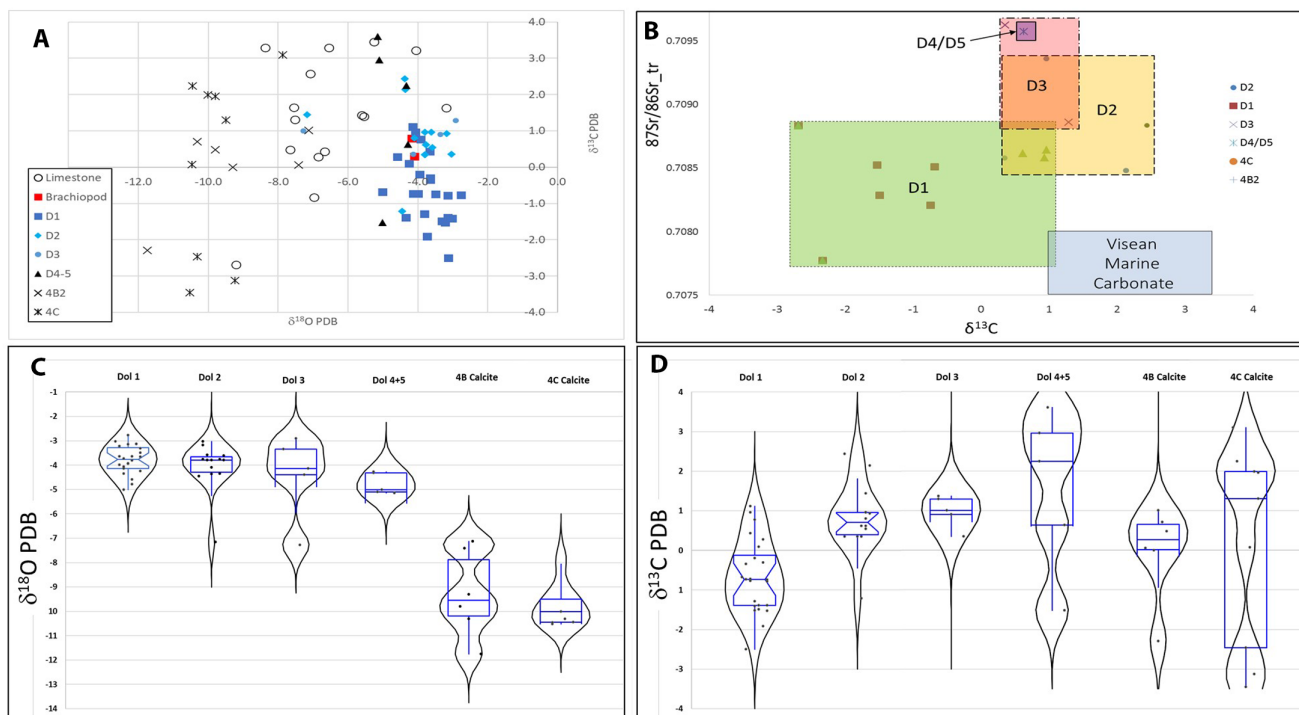 A
4.0
3.0
2.0
1.0
0.0
-1.0
-2.0
-3.0
-4.0
-14.0
-12.0
-10.0
-8.0
-6.0
-4.0
-2.0
0.0
δ13C PDB
δ18O PDB
Limestone
Brachiopod
D1
D2
D3
D4-5
4B2
4C
B
87Sr/86Sr_tr
0.7095
0.7090
0.7085
0.7080
0.7075
-4
-3
-2
-1
0
1
2
3
4
δ13C
D4/D5
D3
D2
D1
Visean
Marine
Carbonate
D2
D1
D3
D4/D5
4C
4B2
C
Dol 1
Dol 2
Dol 3
Dol 4+5
4B Calcite
4C Calcite
δ18O PDB
-1
-2
-3
-4
-5
-6
-7
-8
-9
-10
-11
-12
-13
-14
D
Dol 1
Dol 2
Dol 3
Dol 4+5
4B Calcite
4C Calcite
δ13C PDB
4
3
2
1
0
1
-2
-3
-4